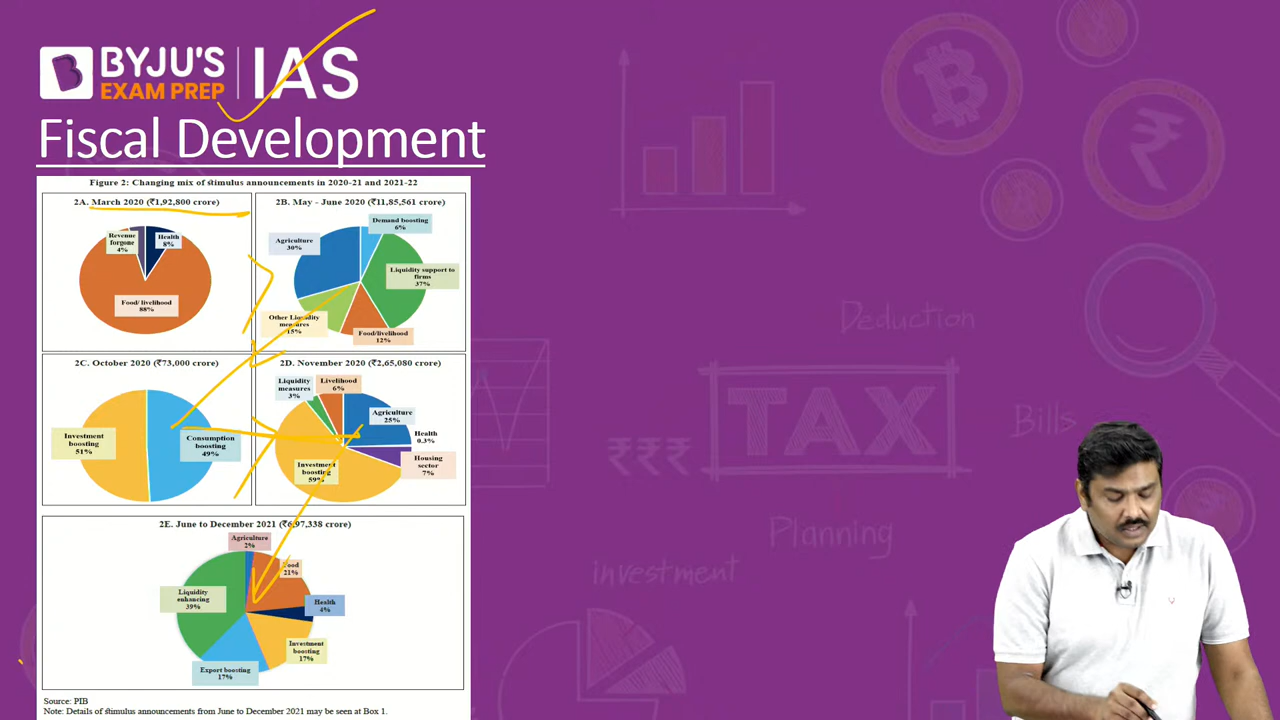 BYJU'S
EXAM PREP
IAS
Fiscal Development
Figure 2: Changing mix of stimulus announcements in 2020-21 and 2021-22
2A. March 2020 (₹1,92,800 crore)
Revenue
forgone
4%
Health
8%
Food/ livelihood
88%
2B. May - June 2020 (₹11,85,561 crore)
Demand boosting
6%
Agriculture
30%
Liquidity support to
firms
37%
Other Liquidity
measures
15%
Food/livelihood
12%
2C. October 2020 (₹73,000 crore)
Investment
boosting
51%
Consumption
boosting
49%
2D. November 2020 (₹2,65,080 crore)
Liquidity
measures
3%
Livelihood
6%
Agriculture
25%
Health
0.3%
Housing
sector
7%
Investment
boosting
59%
2E. June to December 2021 (₹6,97,338 crore)
Agriculture
2%
Food
21%
Liquidity
enhancing
39%
Health
4%
Investment
boosting
17%
Export boosting
17%
Source: PIB
Note: Details of stimulus announcements from June to December 2021 may be seen at Box 1.
Deduction
TAX
Bills
₹₹₹
Planning
investment